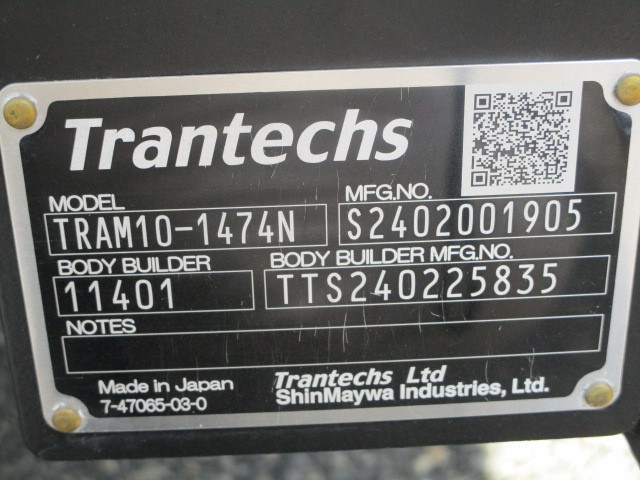 Trantechs
MODEL
TRAM10-1474N
MFG.NO.
S2402001905
BODY BUILDER
11401
BODY BUILDER MFG.NO.
TTS240225835
NOTES
Made in Japan
7-47065-03-0
Trantechs Ltd
ShinMaywa Industries, Ltd.